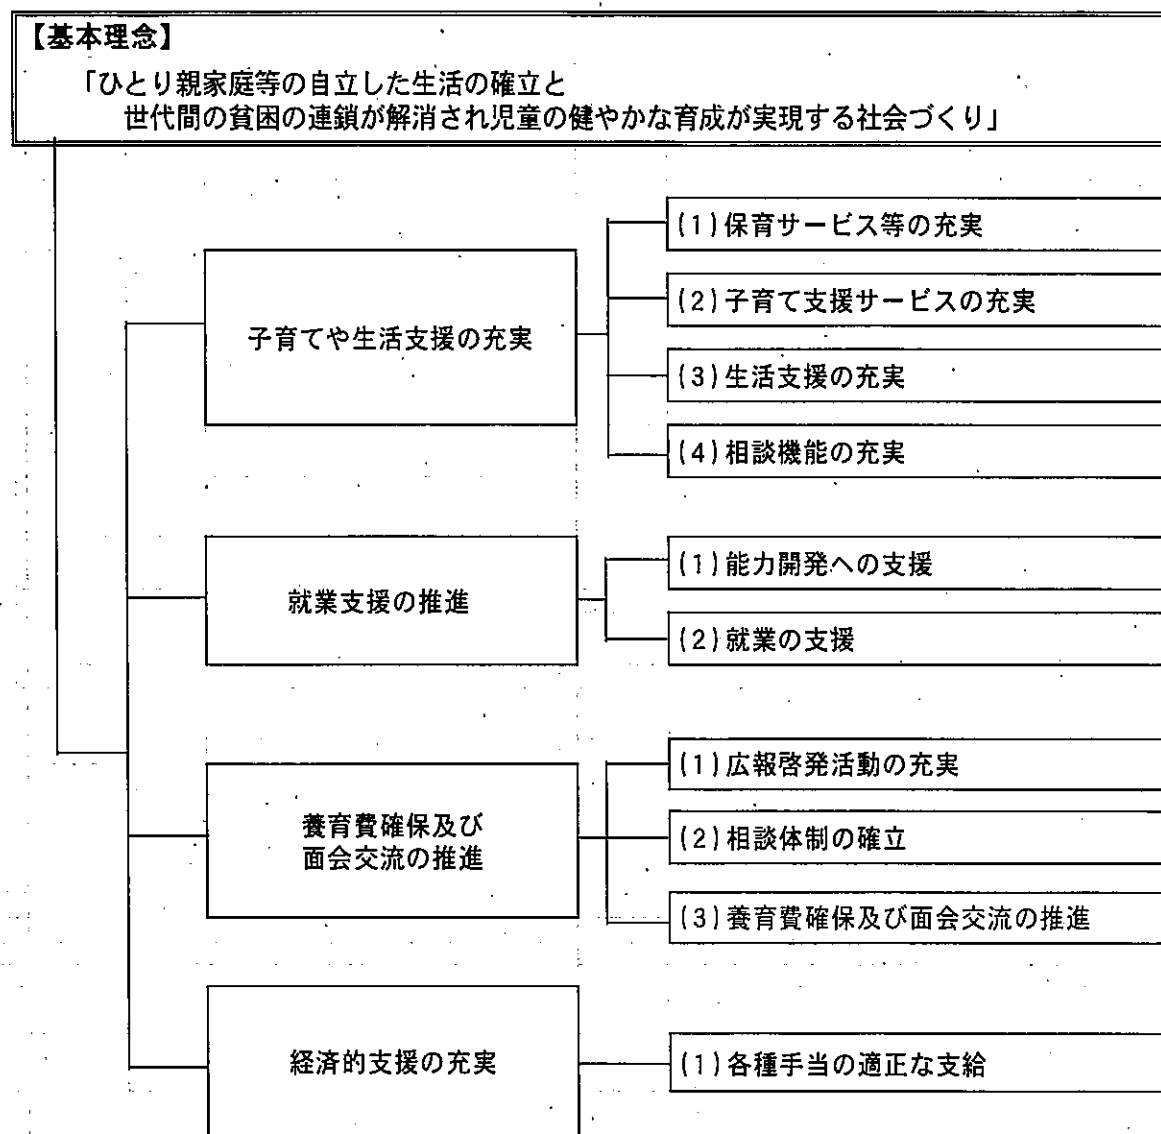 【基本理念】
「ひとり親家庭等の自立した生活の確立と
世代間の貧困の連鎖が解消され児童の健やかな育成が実現する社会づくり」
子育てや生活支援の充実
(1)保育サービス等の充実
(2)子育て支援サービスの充実
(3)生活支援の充実
(4)相談機能の充実
就業支援の推進
(1)能力開発への支援
(2)就業の支援
養育費確保及び
面会交流の推進
(1)広報啓発活動の充実
(2)相談体制の確立
(3)養育費確保及び面会交流の推進
経済的支援の充実
(1)各種手当の適正な支給